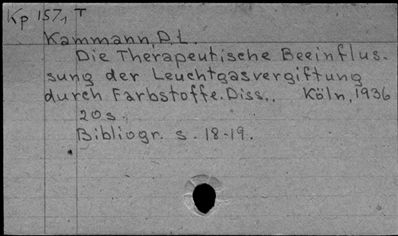 Kp 157, T
Kammann, D. L.
Die Therapeutische Beeinflus-
sung der Leuchtgasvergiftung
durch Farbstoffe. Diss., Köln, 1936
20 s.
Bibliogr. s. 18-19.